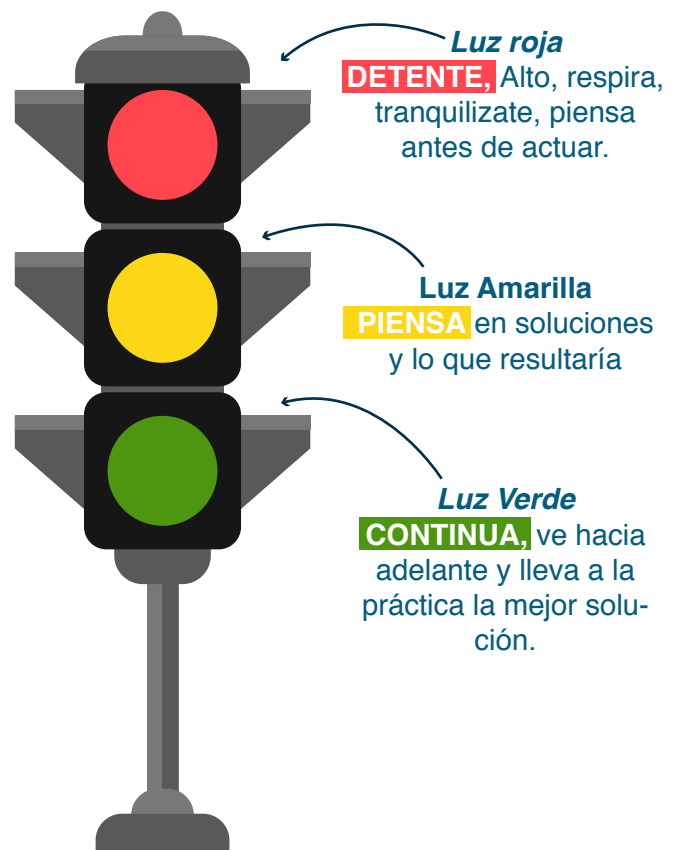 Luz roja
DETENTE, Alto, respira,
tranquilizate, piensa
antes de actuar.
Luz Amarilla
PIENSA en soluciones
y lo que resultaría
Luz Verde
CONTINUA, ve hacia
adelante y lleva a la
práctica la mejor solu-
ción.